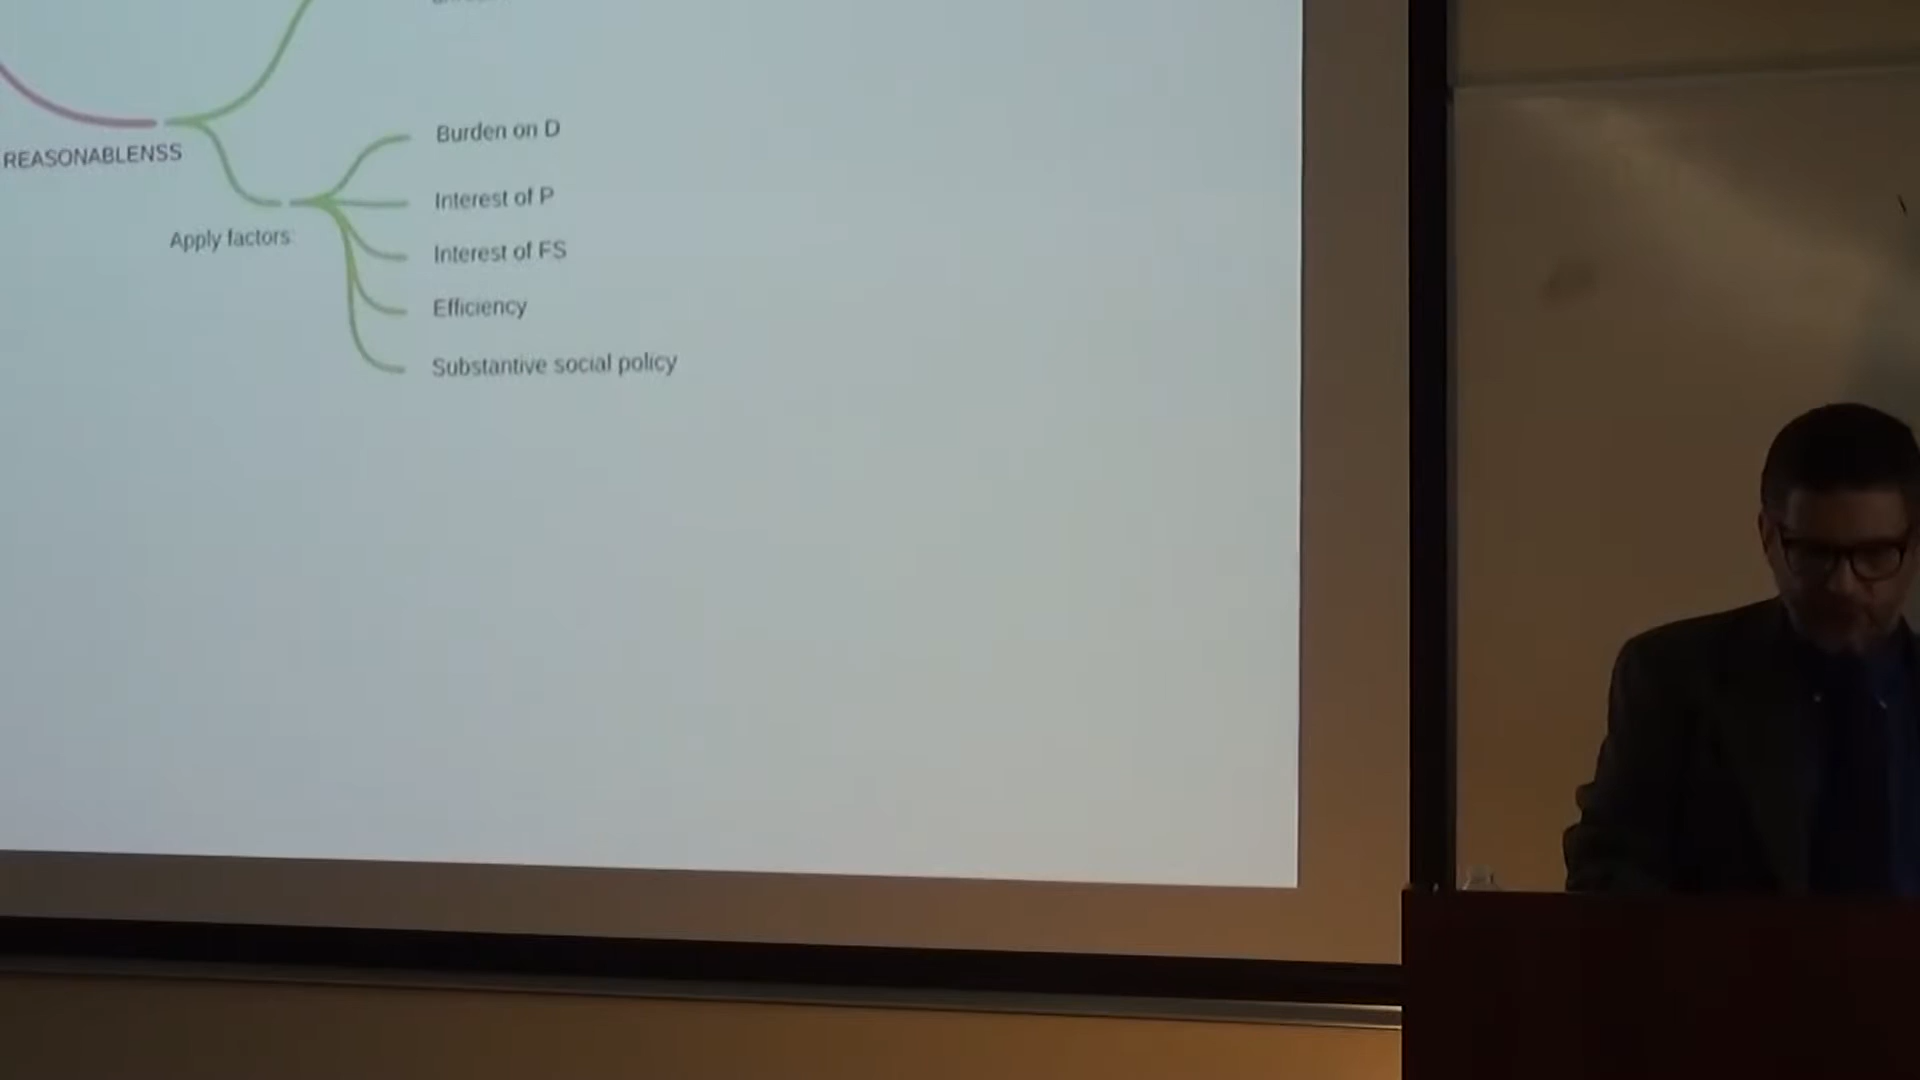 REASONABLENSS
Apply factors:
Burden on D
Interest of P
Interest of FS
Efficiency
Substantive social policy